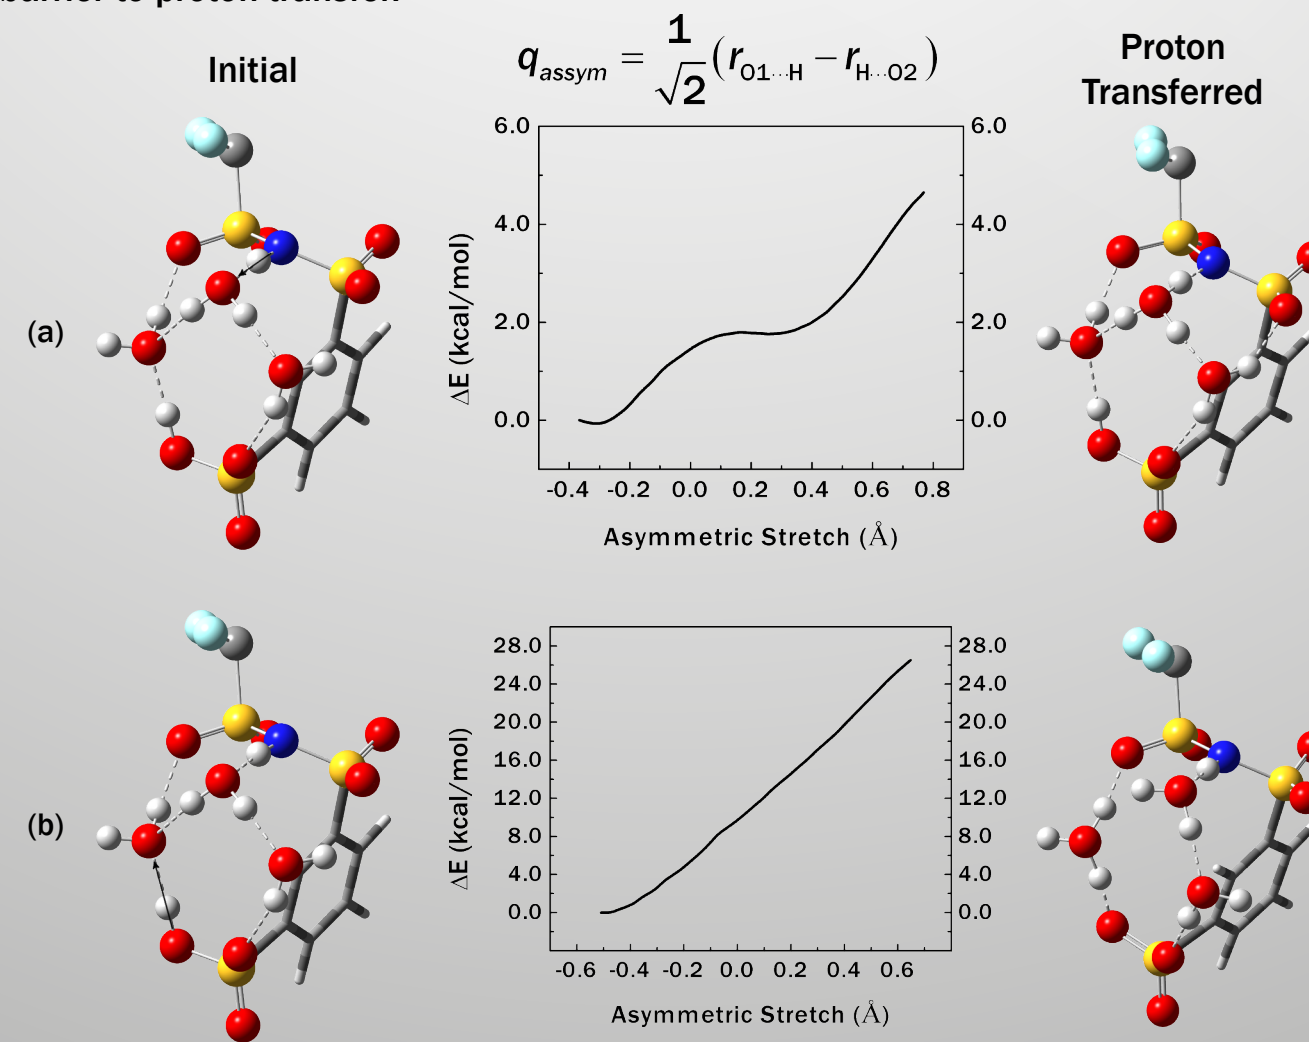 barrier to proton transfer.
Initial
q_assym = 1/√2 (r_O1···H − r_H···O2)
Proton
Transferred
(a)
6.0 6.0
4.0 4.0
2.0 2.0
0.0 0.0
ΔE (kcal/mol)
-0.4 -0.2 0.0 0.2 0.4 0.6 0.8
Asymmetric Stretch (Å)
(b)
28.0 28.0
24.0 24.0
20.0 20.0
16.0 16.0
12.0 12.0
8.0 8.0
4.0 4.0
0.0 0.0
ΔE (kcal/mol)
-0.6 -0.4 -0.2 0.0 0.2 0.4 0.6
Asymmetric Stretch (Å)